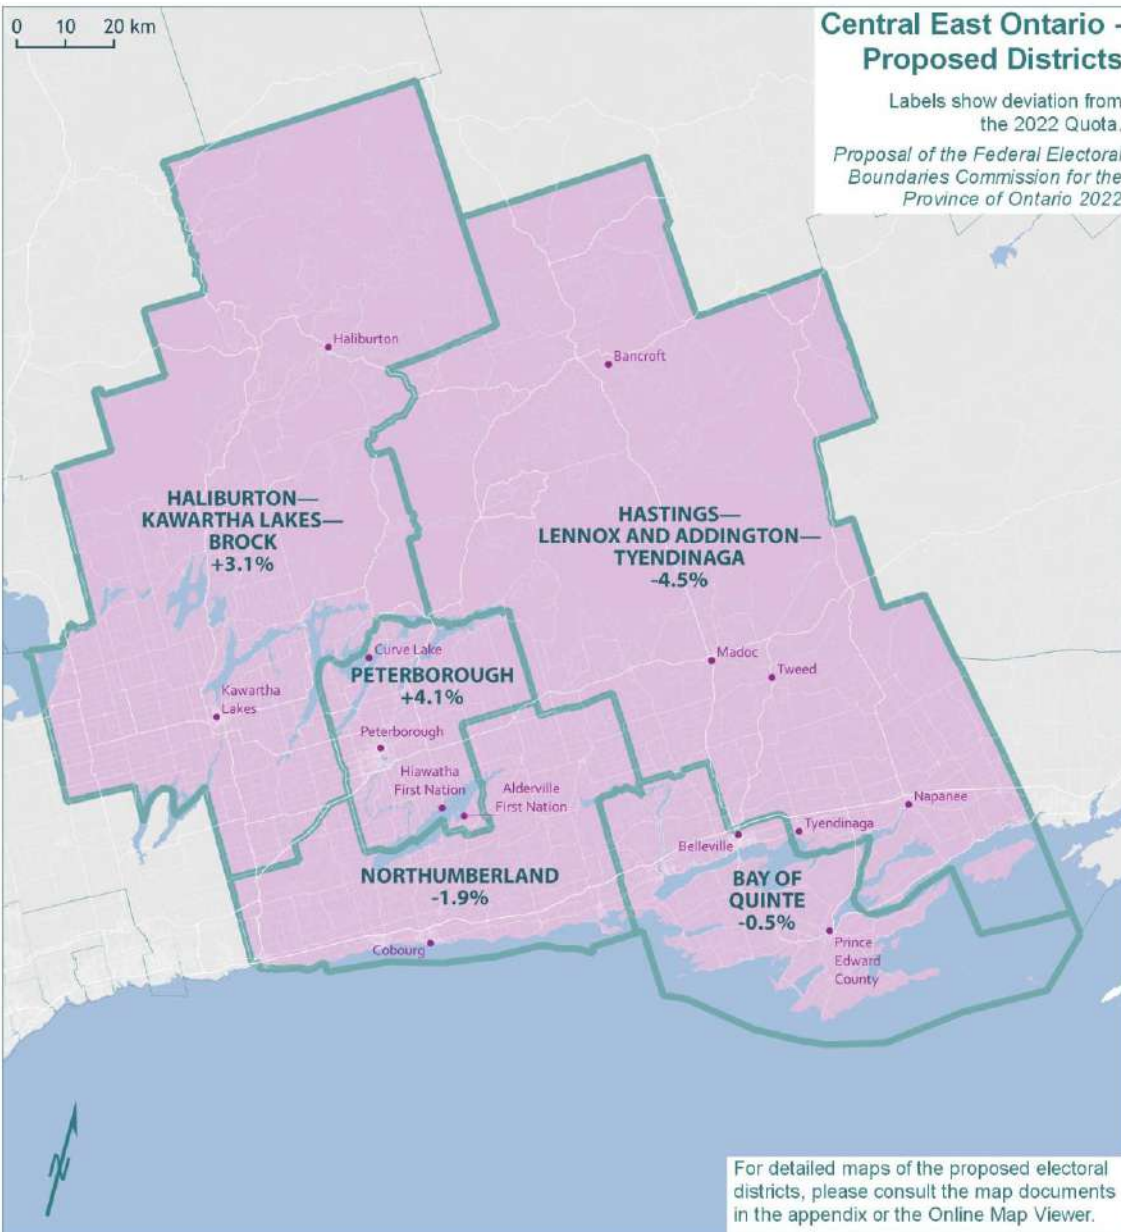 0 10 20 km
Central East Ontario -
Proposed Districts
Labels show deviation from
the 2022 Quota.
Proposal of the Federal Electoral
Boundaries Commission for the
Province of Ontario 2022
Haliburton
Bancroft
HALIBURTON—
KAWARTHA LAKES—
BROCK
+3.1%
HASTINGS—
LENNOX AND ADDINGTON—
TYENDINAGA
-4.5%
Curve Lake
PETERBOROUGH
+4.1%
Madoc
Tweed
Kawartha
Lakes
Peterborough
Hiawatha
First Nation
Alderville
First Nation
Napanee
Tyendinaga
Belleville
NORTHUMBERLAND
-1.9%
BAY OF
QUINTE
-0.5%
Cobourg
Prince
Edward
County
N
For detailed maps of the proposed electoral
districts, please consult the map documents
in the appendix or the Online Map Viewer.